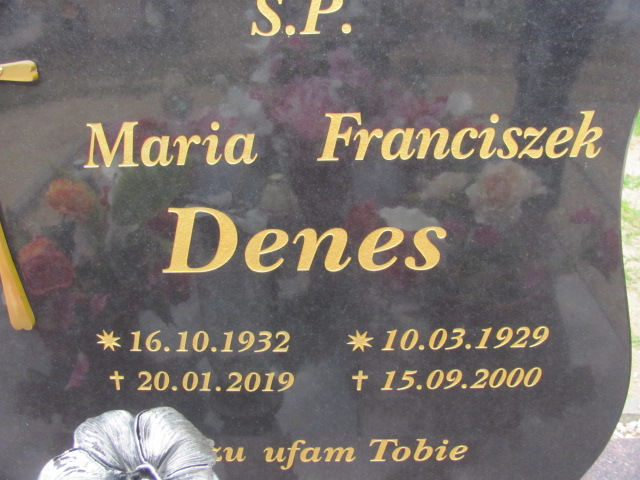 Ś.P.
Maria Franciszek
Denes
✴ 16.10.1932 ✴ 10.03.1929
✝ 20.01.2019 ✝ 15.09.2000
ufam Tobie